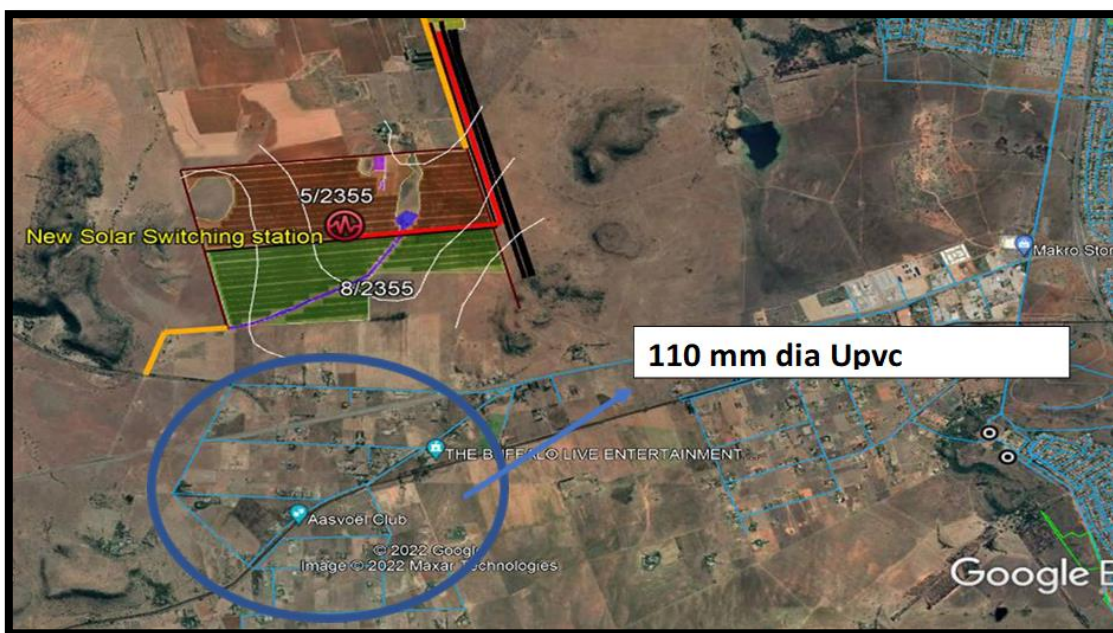 5/2355
New Solar Switching station
8/2355
Makro Stor
110 mm dia Upvc
THE BUFFALO LIVE ENTERTAINMENT...
Aasvoël Club
© 2022 Google
Image © 2022 Maxar Technologies
Google E